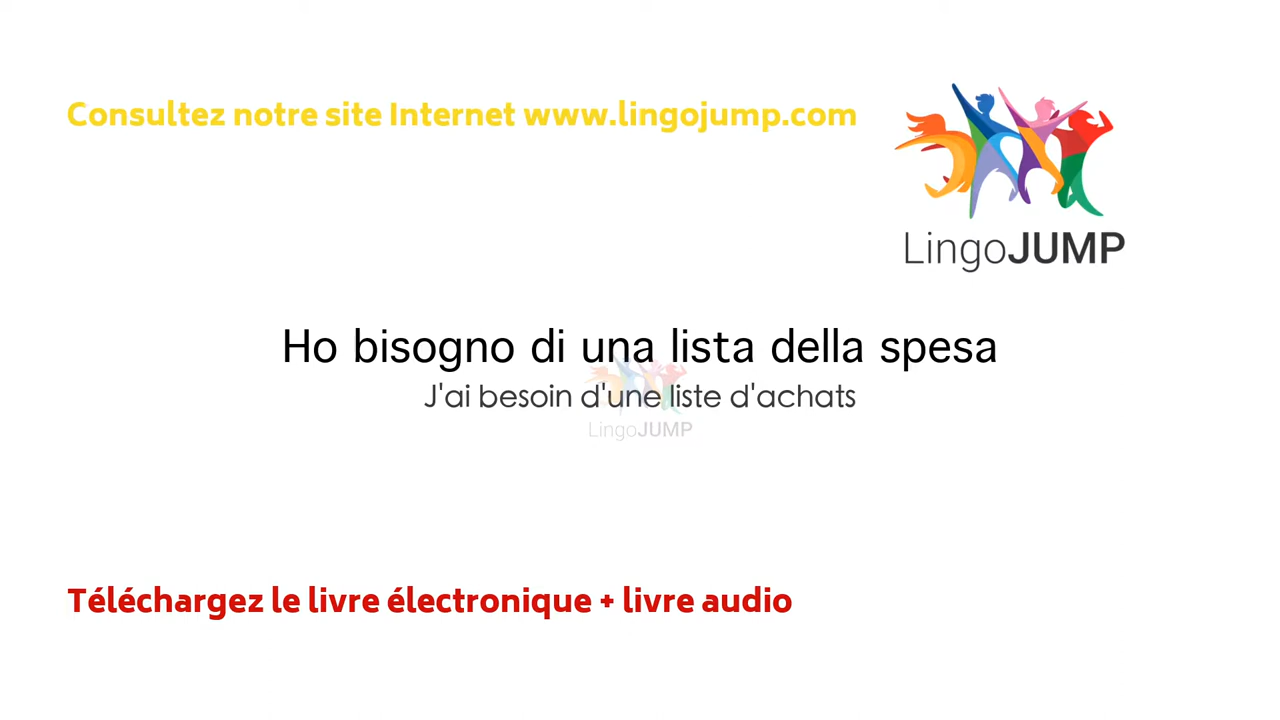 Consultez notre site Internet www.lingojump.com
LingoJUMP
Ho bisogno di una lista della spesa
J'ai besoin d'une liste d'achats
LingoJUMP
Téléchargez le livre électronique + livre audio